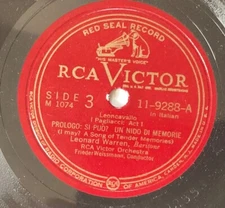 RED SEAL RECORD
"HIS MASTER'S VOICE"
RCA VICTOR
SIDE 3
M 1074
11-9288-A
in Italian
Leoncavallo
I Pagliacci: Act I
PROLOGO: SI PUO? UN NIDO DI MEMORIE
(I may? A Song of Tender Memories)
Leonard Warren, Baritone
RCA Victor Orchestra
Frieder Weissmann, Conductor